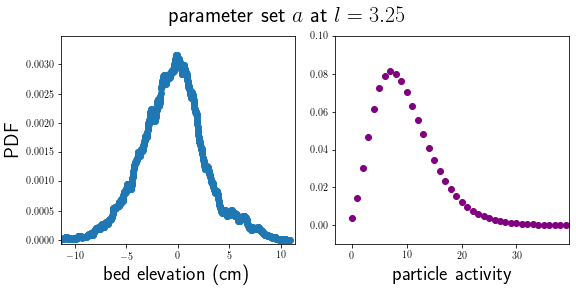 parameter set a at l = 3.25
PDF
0.0030
0.0025
0.0020
0.0015
0.0010
0.0005
0.0000
−10 −5 0 5 10
bed elevation (cm)
0.10
0.08
0.06
0.04
0.02
0.00
0 10 20 30
particle activity